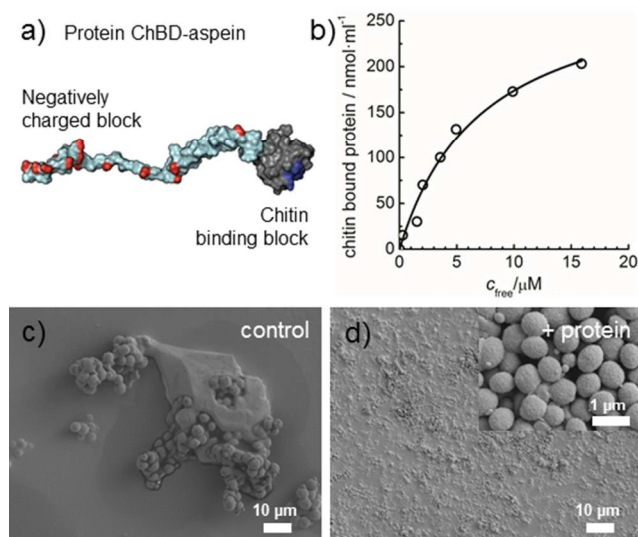 a) Protein ChBD-aspein
Negatively
charged block
Chitin
binding block
b)
chitin bound protein / nmol·ml⁻¹
200
150
100
50
0
0 5 10 15 20
c_free/μM
c) control
10 μm
d) + protein
1 μm
10 μm